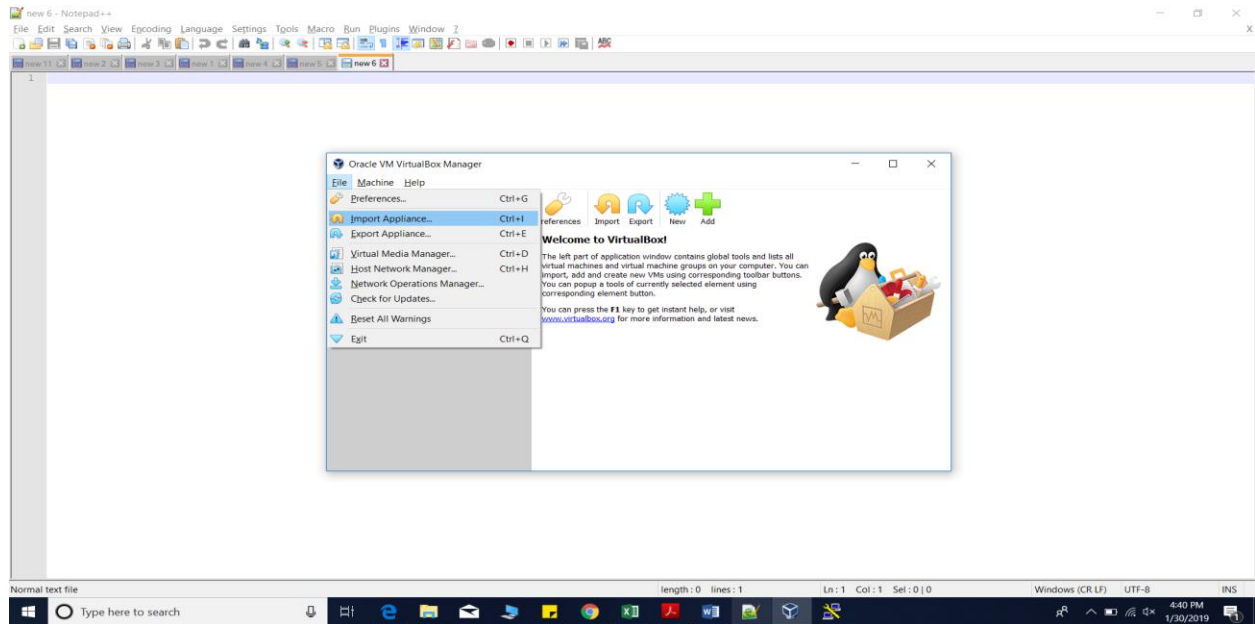 new 6 - Notepad++
File Edit Search View Encoding Language Settings Tools Macro Run Plugins Window ?
X
new 11 new 2 new 3 new 1 new 4 new 5 new 6
1
Oracle VM VirtualBox Manager
File Machine Help
Preferences... Ctrl+G
Import Appliance... Ctrl+I
Export Appliance... Ctrl+E
Virtual Media Manager... Ctrl+D
Host Network Manager... Ctrl+H
Network Operations Manager...
Check for Updates...
Reset All Warnings
Exit Ctrl+Q
references Import Export New Add
Welcome to VirtualBox!
The left part of application window contains global tools and lists all
virtual machines and virtual machine groups on your computer. You can
import, add and create new VMs using corresponding toolbar buttons.
You can popup a tools of currently selected element using
corresponding element button.
You can press the F1 key to get instant help, or visit
www.virtualbox.org for more information and latest news.
Normal text file length : 0 lines : 1 Ln : 1 Col : 1 Sel : 0 | 0 Windows (CR LF) UTF-8 INS
Type here to search
4:40 PM
1/30/2019